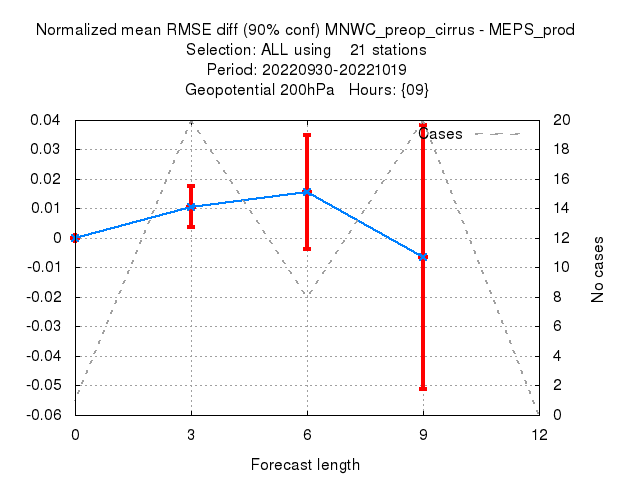 Normalized mean RMSE diff (90% conf) MNWC_preop_cirrus - MEPS_prod
Selection: ALL using    21 stations
Period: 20220930-20221019
Geopotential 200hPa   Hours: {09}
Cases
0.04
0.03
0.02
0.01
0
-0.01
-0.02
-0.03
-0.04
-0.05
-0.06
20
18
16
14
12
10
8
6
4
2
0
No cases
0 3 6 9 12
Forecast length